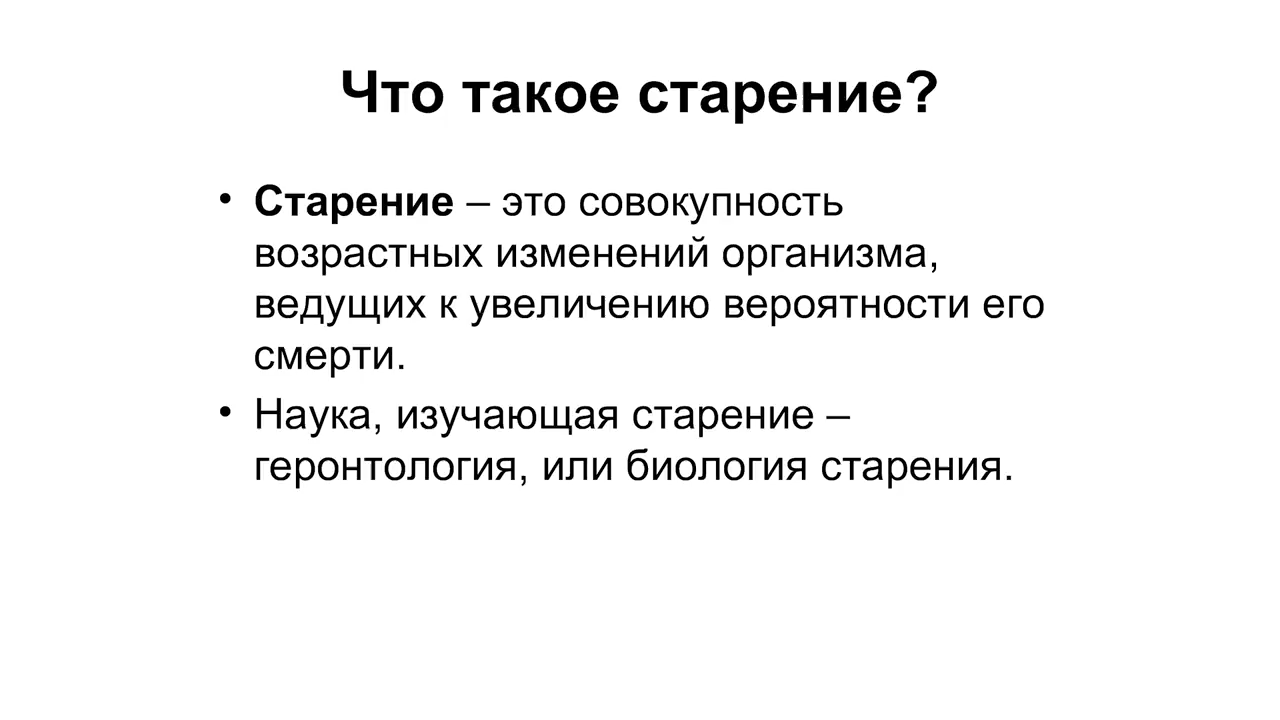 Что такое старение?
• Старение – это совокупность
возрастных изменений организма,
ведущих к увеличению вероятности его
смерти.
• Наука, изучающая старение –
геронтология, или биология старения.